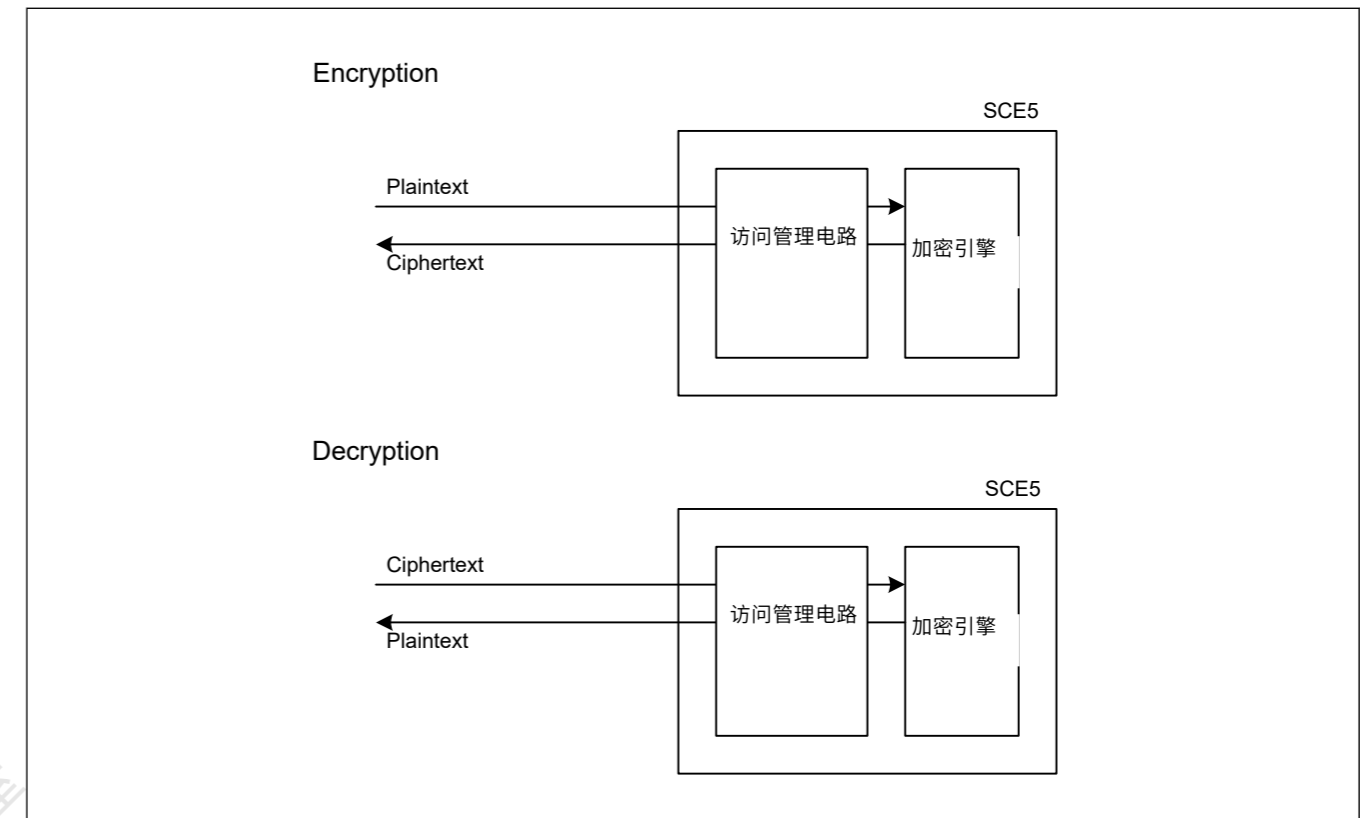 Encryption
SCE5
Plaintext
访问管理电路
加密引擎
Ciphertext
Decryption
SCE5
Ciphertext
访问管理电路
加密引擎
Plaintext